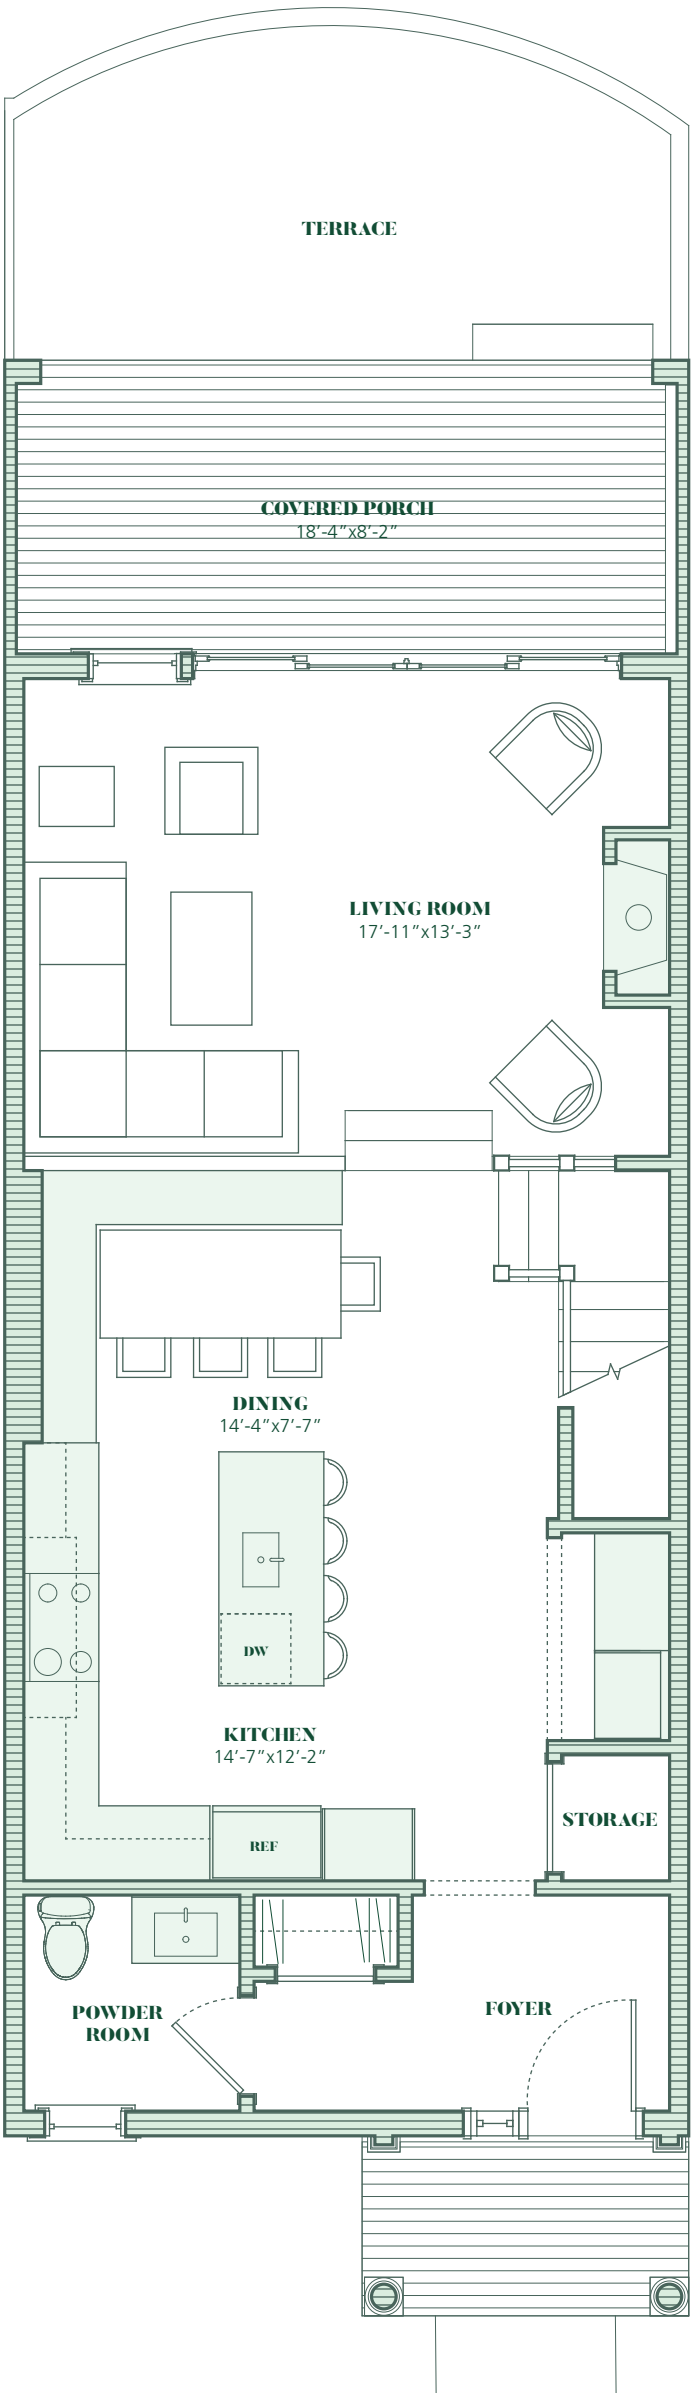 TERRACE
COVERED PORCH
18'-4"x8'-2"
LIVING ROOM
17'-11"x13'-3"
DINING
14'-4"x7'-7"
DW
KITCHEN
14'-7"x12'-2"
STORAGE
REF
FOYER
POWDER
ROOM